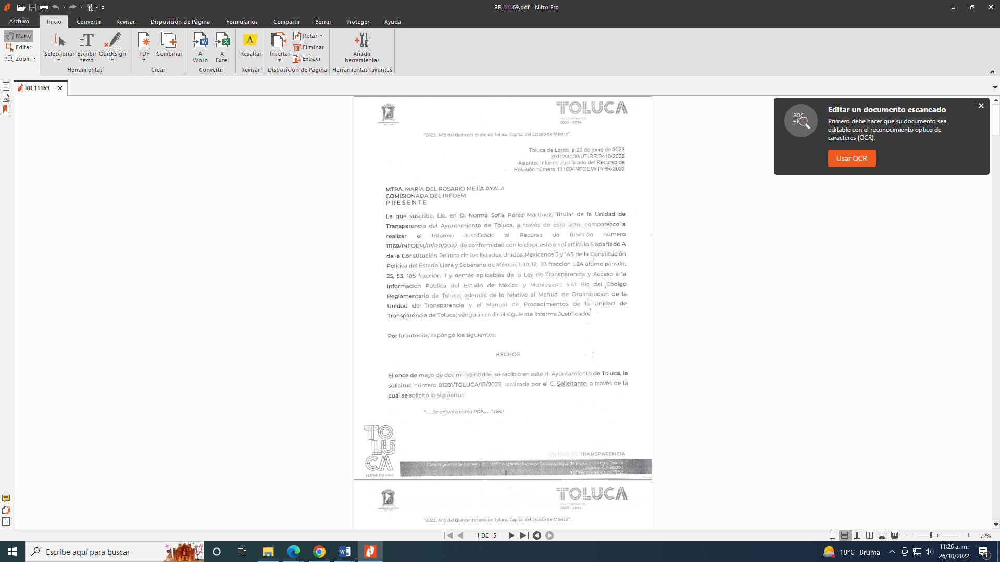 RR 11169.pdf - Nitro Pro
Archivo Inicio Convertir Revisar Disposición de Página Formularios Compartir Borrar Proteger Ayuda
Mano
Editar
Zoom
Seleccionar
Escribir texto
QuickSign
Herramientas
PDF
Combinar
Crear
A Word
A Excel
Convertir
Resaltar
Revisar
Insertar
Rotar
Eliminar
Extraer
Disposición de Página
Añadir herramientas
Herramientas favoritas
RR 11169
TOLUCA
Ayuntamiento
2022 - 2024
"2022. Año del Quincentenario de Toluca, Capital del Estado de México".
Toluca de Lerdo, a 22 de junio de 2022
2010A4000/UT/RR/0410/2022
Asunto: Informe Justificado del Recurso de
Revisión número 11169/INFOEM/IP/RR/2022
MTRA. MARÍA DEL ROSARIO MEJÍA AYALA
COMISIONADA DEL INFOEM
P R E S E N T E
La que suscribe, Lic. en D. Norma Sofía Pérez Martínez, Titular de la Unidad de
Transparencia del Ayuntamiento de Toluca, a través de este acto, comparezco a
realizar el Informe Justificado al Recurso de Revisión número
11169/INFOEM/IP/RR/2022, de conformidad con lo dispuesto en el artículo 6 apartado A
de la Constitución Política de los Estados Unidos Mexicanos 5 y 143 de la Constitución
Política del Estado Libre y Soberano de México; 1, 10, 12, 23 fracción I, 24 último párrafo,
25, 53, 185 fracción II y demás aplicables de la Ley de Transparencia y Acceso a la
Información Pública del Estado de México y Municipios; 5.41 Bis del Código
Reglamentario de Toluca; además de lo relativo al Manual de Organización de la
Unidad de Transparencia y el Manual de Procedimientos de la Unidad de
Transparencia de Toluca; vengo a rendir el siguiente Informe Justificado.
Por lo anterior, expongo los siguientes:
HECHOS
El once de mayo de dos mil veintidós, se recibió en este H. Ayuntamiento de Toluca, la
solicitud número 01281/TOLUCA/IP/2022, realizada por el C. Solicitante, a través de la
cual se solicitó lo siguiente:
"... Se adjunta como PDF....." (Sic)
TOLUCA
LLENA DE VIDA
UNIDAD DE TRANSPARENCIA
Calle Nigromante número 202, Edificio Ignacio Ramírez Calzada, segundo piso, Col. Centro, Toluca
México. C.P. 50000
Tel: 722 226 44 90, ext. 7321
TOLUCA
Ayuntamiento
2022 - 2024
"2022. Año del Quincentenario de Toluca, Capital del Estado de México".
abc
ef a
Editar un documento escaneado
Primero debe hacer que su documento sea
editable con el reconocimiento óptico de
caracteres (OCR).
Usar OCR
1 DE 15
72%
Escribe aquí para buscar
18°C Bruma
11:26 a. m.
26/10/2022
1